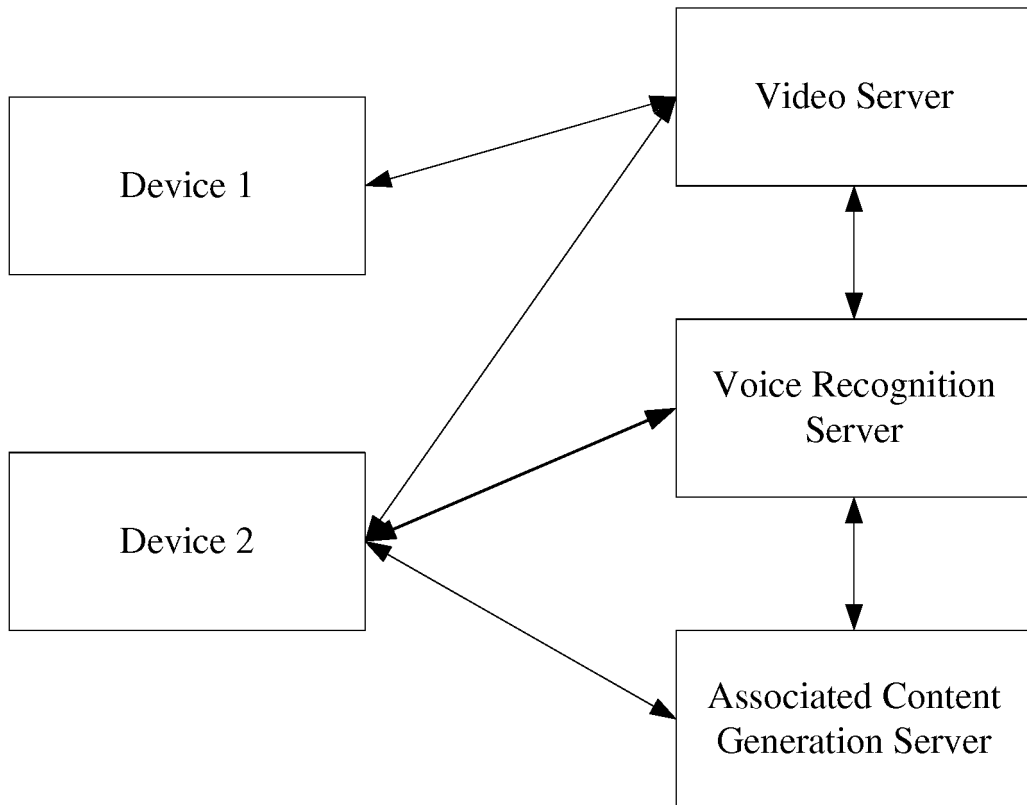 Video Server
Device 1
Voice Recognition
Server
Device 2
Associated Content
Generation Server